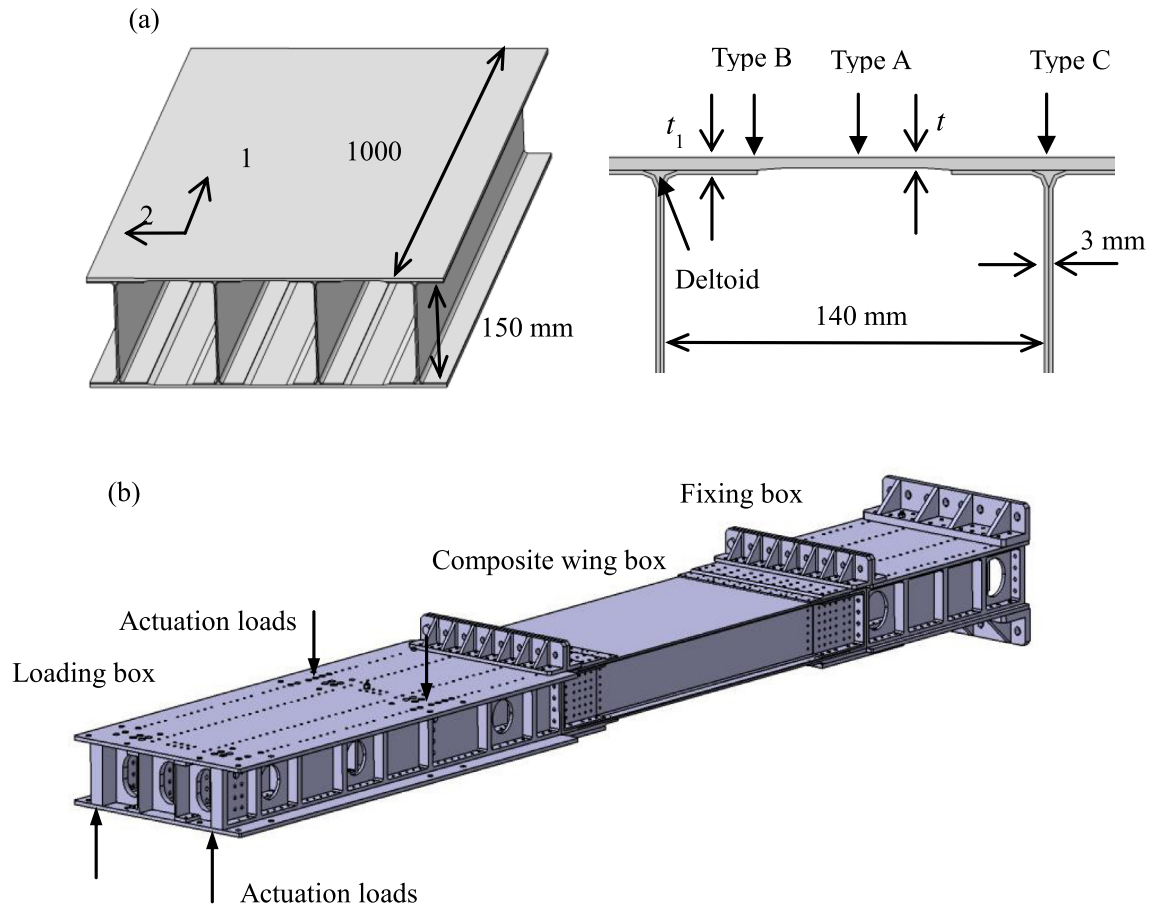 (a)
Type B
Type A
Type C
t1
t
1
1000
2
3 mm
Deltoid
150 mm
140 mm
(b)
Fixing box
Composite wing box
Actuation loads
Loading box
Actuation loads